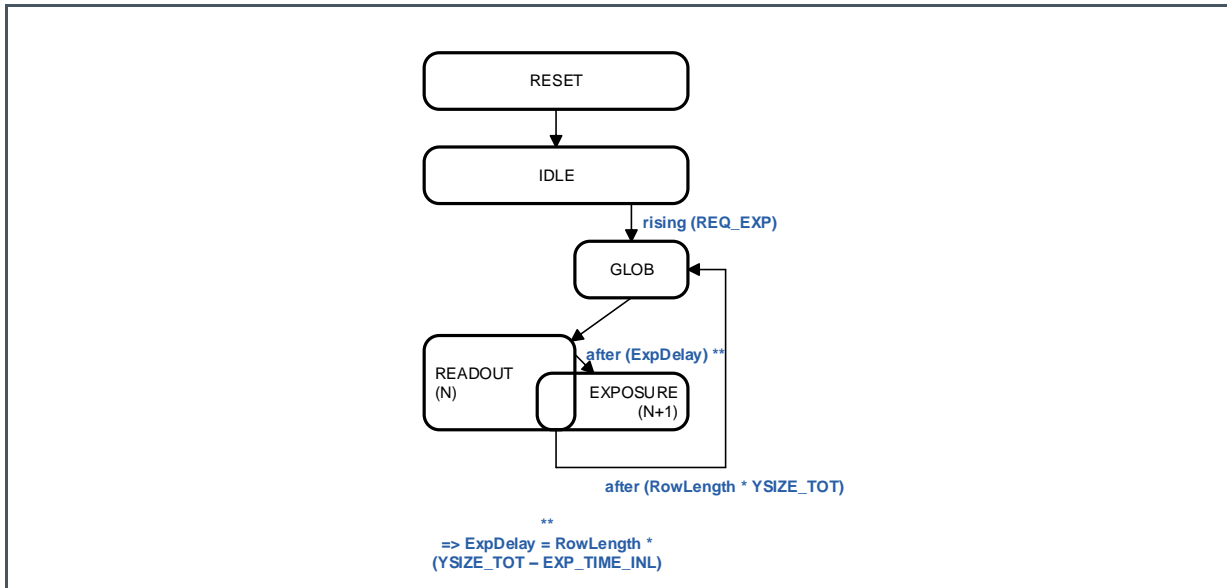 RESET
IDLE
rising (REQ_EXP)
GLOB
after (ExpDelay) **
READOUT
(N)
EXPOSURE
(N+1)
after (RowLength * YSIZE_TOT)
**
=> ExpDelay = RowLength *
(YSIZE_TOT – EXP_TIME_INL)